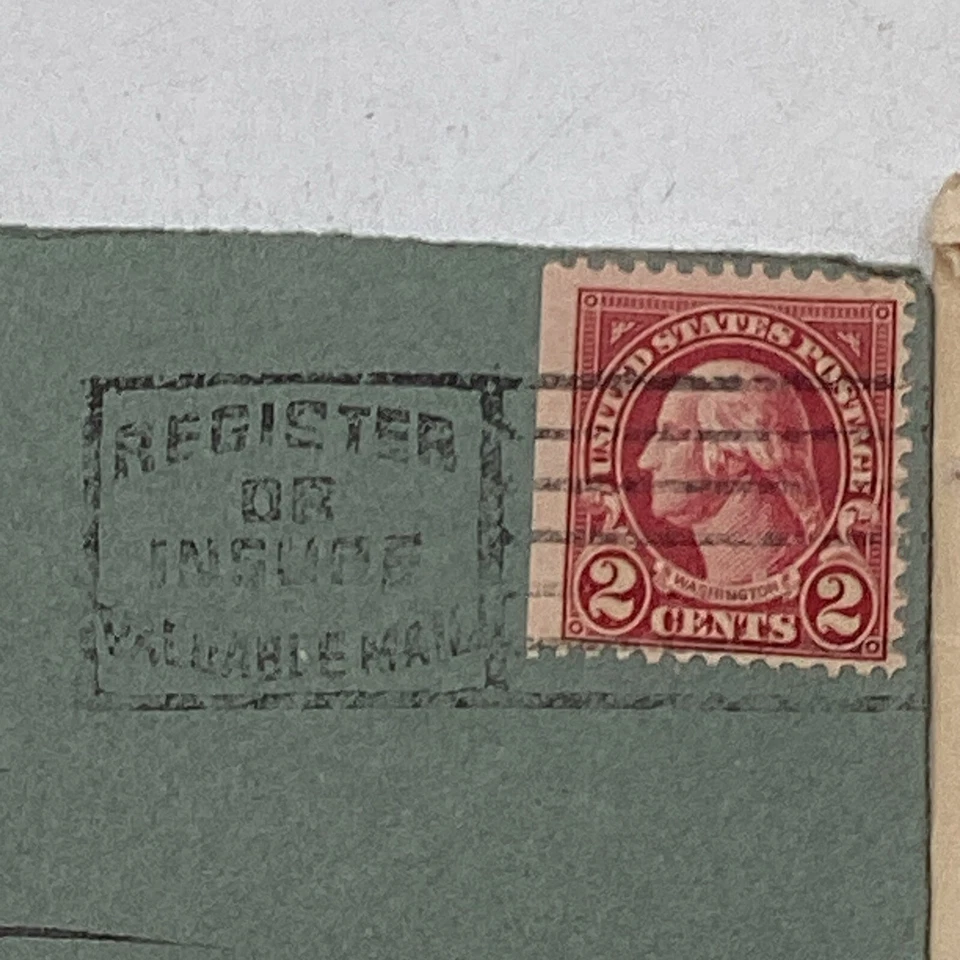 REGISTER
OR
INSURE
VALUABLE MAIL
UNITED STATES POSTAGE
WASHINGTON
2 CENTS 2